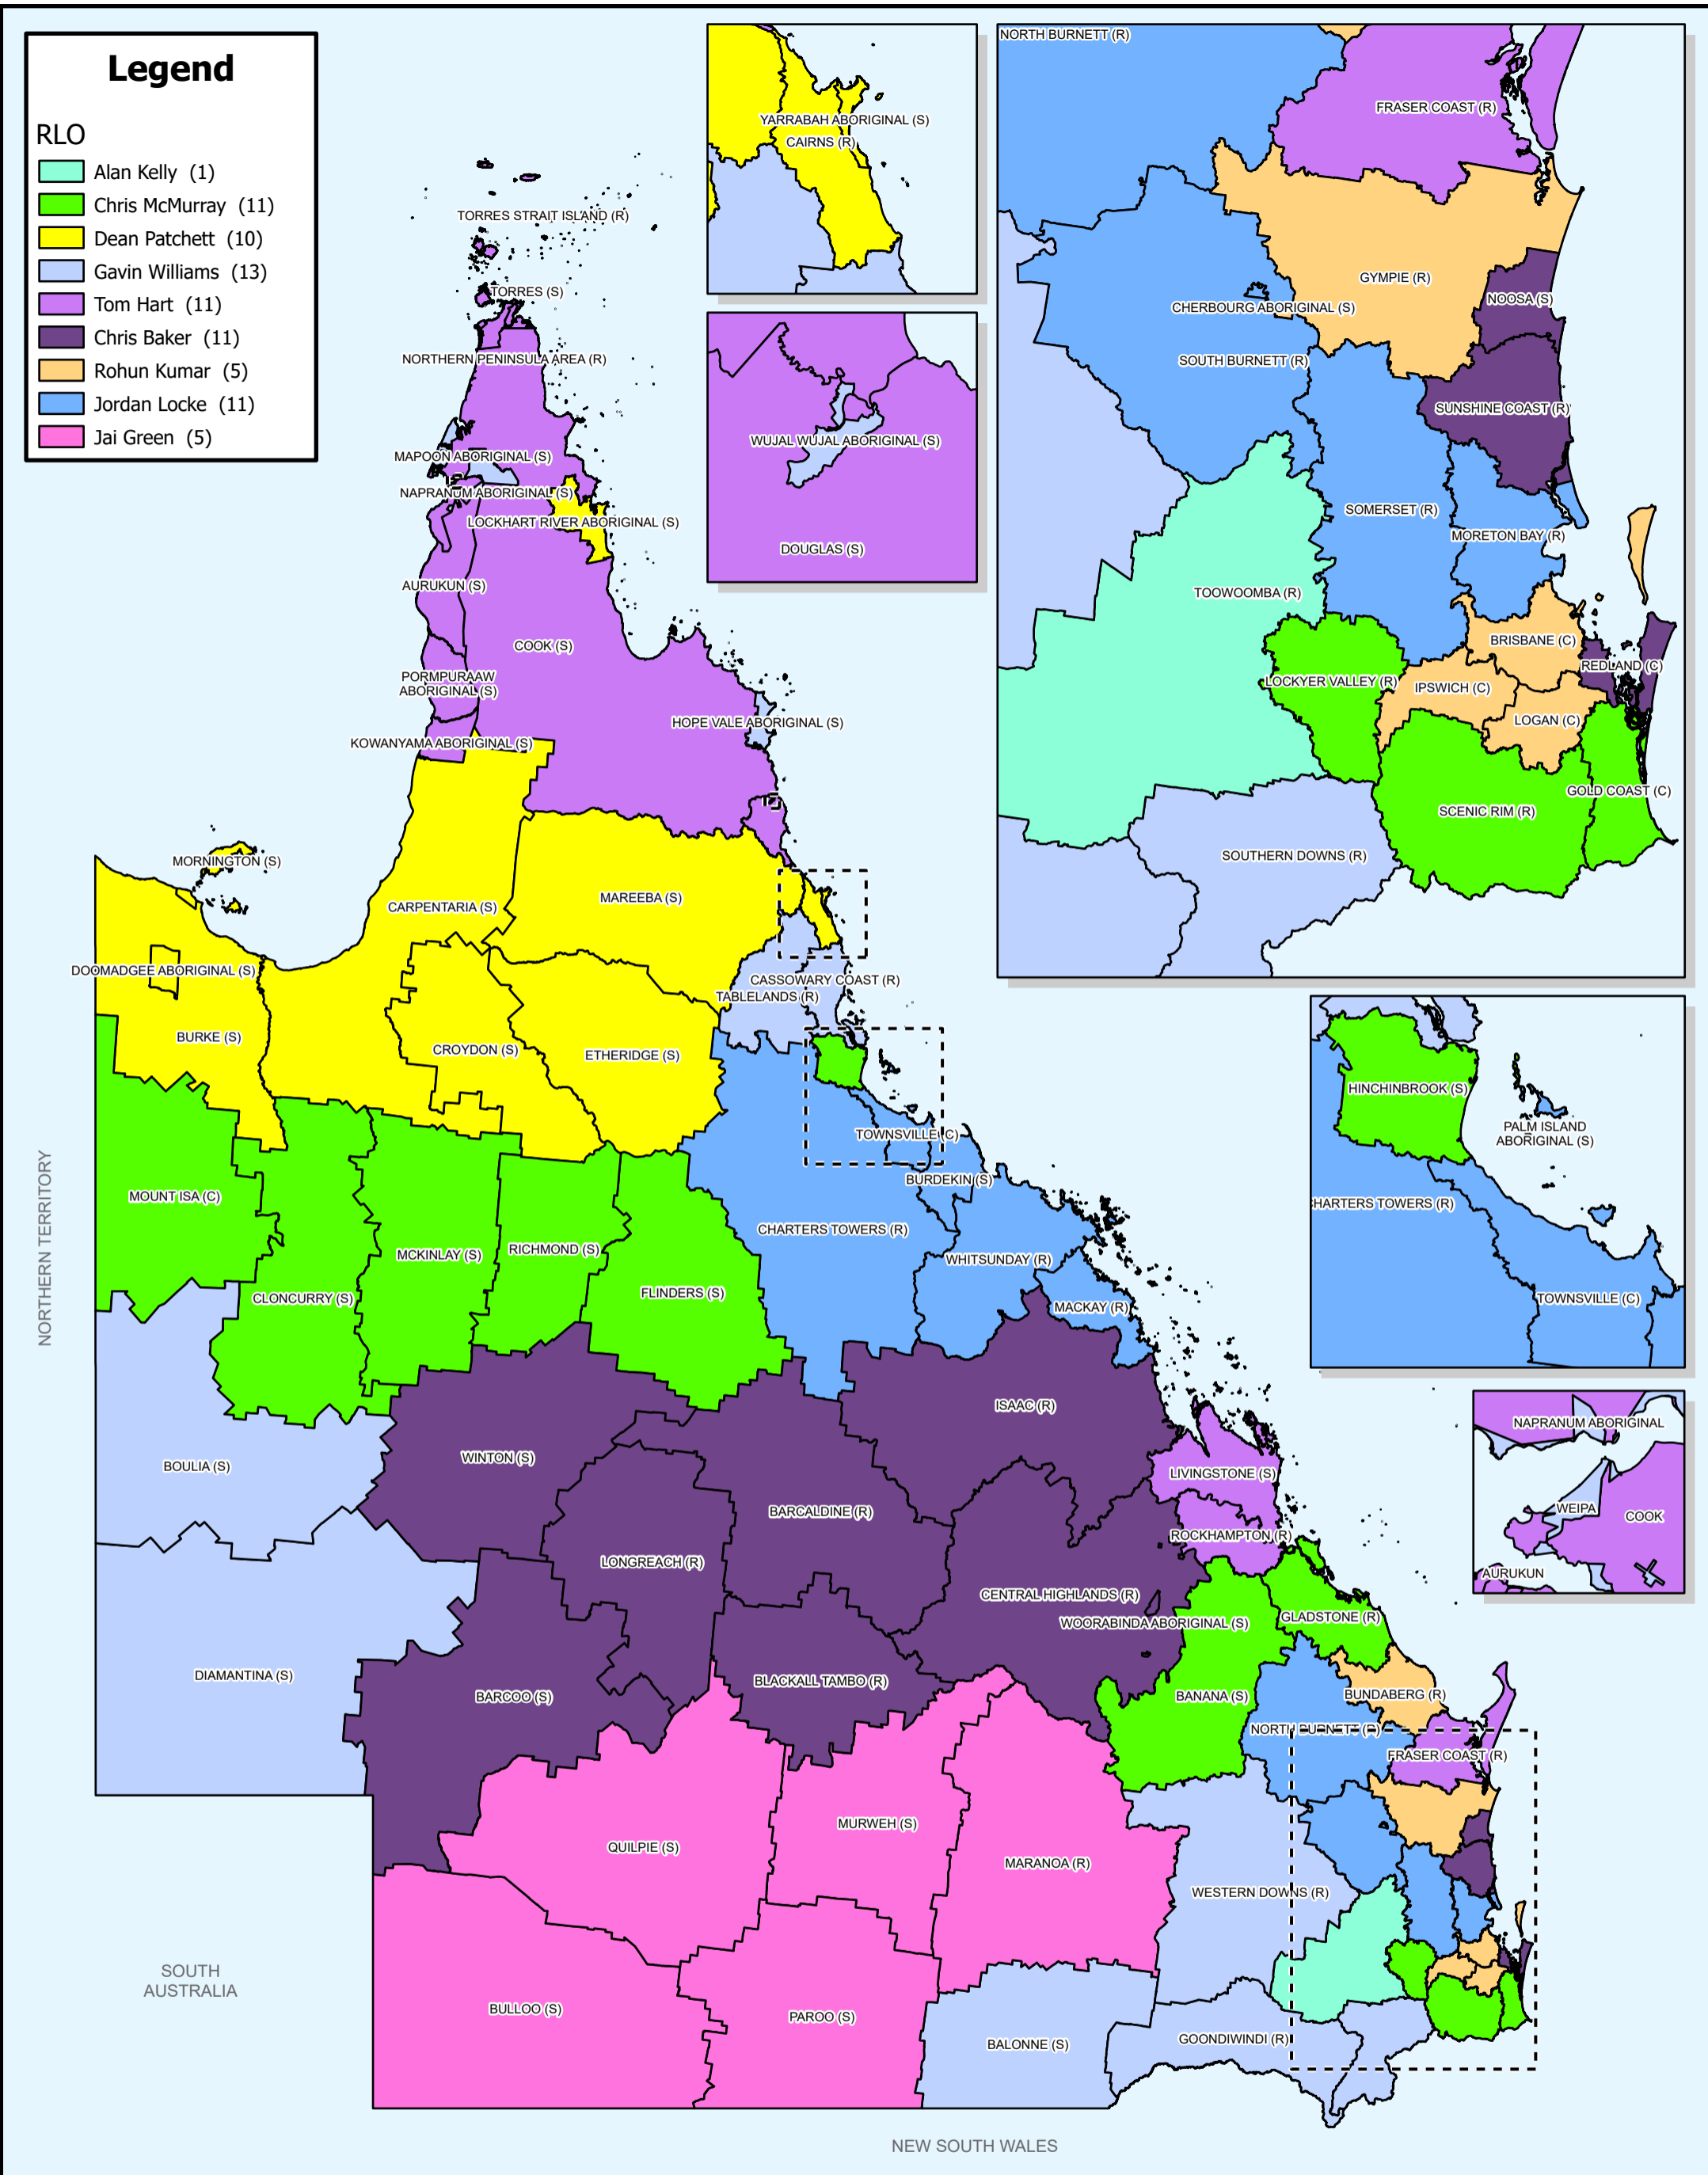 Legend
RLO
Alan Kelly (1)
Chris McMurray (11)
Dean Patchett (10)
Gavin Williams (13)
Tom Hart (11)
Chris Baker (11)
Rohun Kumar (5)
Jordan Locke (11)
Jai Green (5)
YARRABAH ABORIGINAL (S)
CAIRNS (R)
WUJAL WUJAL ABORIGINAL (S)
DOUGLAS (S)
NORTH BURNETT (R)
FRASER COAST (R)
GYMPIE (R)
NOOSA (S)
CHERBOURG ABORIGINAL (S)
SOUTH BURNETT (R)
SUNSHINE COAST (R)
SOMERSET (R)
MORETON BAY (R)
TOOWOOMBA (R)
BRISBANE (C)
REDLAND (C)
LOCKYER VALLEY (R)
IPSWICH (C)
LOGAN (C)
GOLD COAST (C)
SCENIC RIM (R)
SOUTHERN DOWNS (R)
HINCHINBROOK (S)
PALM ISLAND
ABORIGINAL (S)
CHARTERS TOWERS (R)
TOWNSVILLE (C)
NAPRANUM ABORIGINAL
WEIPA
COOK
AURUKUN
TORRES STRAIT ISLAND (R)
TORRES (S)
NORTHERN PENINSULA AREA (R)
MAPOON ABORIGINAL (S)
NAPRANUM ABORIGINAL (S)
LOCKHART RIVER ABORIGINAL (S)
AURUKUN (S)
COOK (S)
PORMPURAAW
ABORIGINAL (S)
HOPE VALE ABORIGINAL (S)
KOWANYAMA ABORIGINAL (S)
MORNINGTON (S)
MAREEBA (S)
CARPENTARIA (S)
DOOMADGEE ABORIGINAL (S)
CASSOWARY COAST (R)
TABLELANDS (R)
BURKE (S)
CROYDON (S)
ETHERIDGE (S)
TOWNSVILLE (C)
BURDEKIN (S)
MOUNT ISA (C)
CHARTERS TOWERS (R)
MCKINLAY (S)
RICHMOND (S)
WHITSUNDAY (R)
FLINDERS (S)
CLONCURRY (S)
MACKAY (R)
NORTHERN TERRITORY
ISAAC (R)
WINTON (S)
BOULIA (S)
LIVINGSTONE (S)
BARCALDINE (R)
ROCKHAMPTON (R)
LONGREACH (R)
CENTRAL HIGHLANDS (R)
GLADSTONE (R)
WOORABINDA ABORIGINAL (S)
DIAMANTINA (S)
BLACKALL TAMBO (R)
BARCOO (S)
BANANA (S)
BUNDABERG (R)
NORTH BURNETT (R)
FRASER COAST (R)
MURWEH (S)
QUILPIE (S)
MARANOA (R)
WESTERN DOWNS (R)
SOUTH
AUSTRALIA
BULLOO (S)
PAROO (S)
BALONNE (S)
GOONDIWINDI (R)
NEW SOUTH WALES